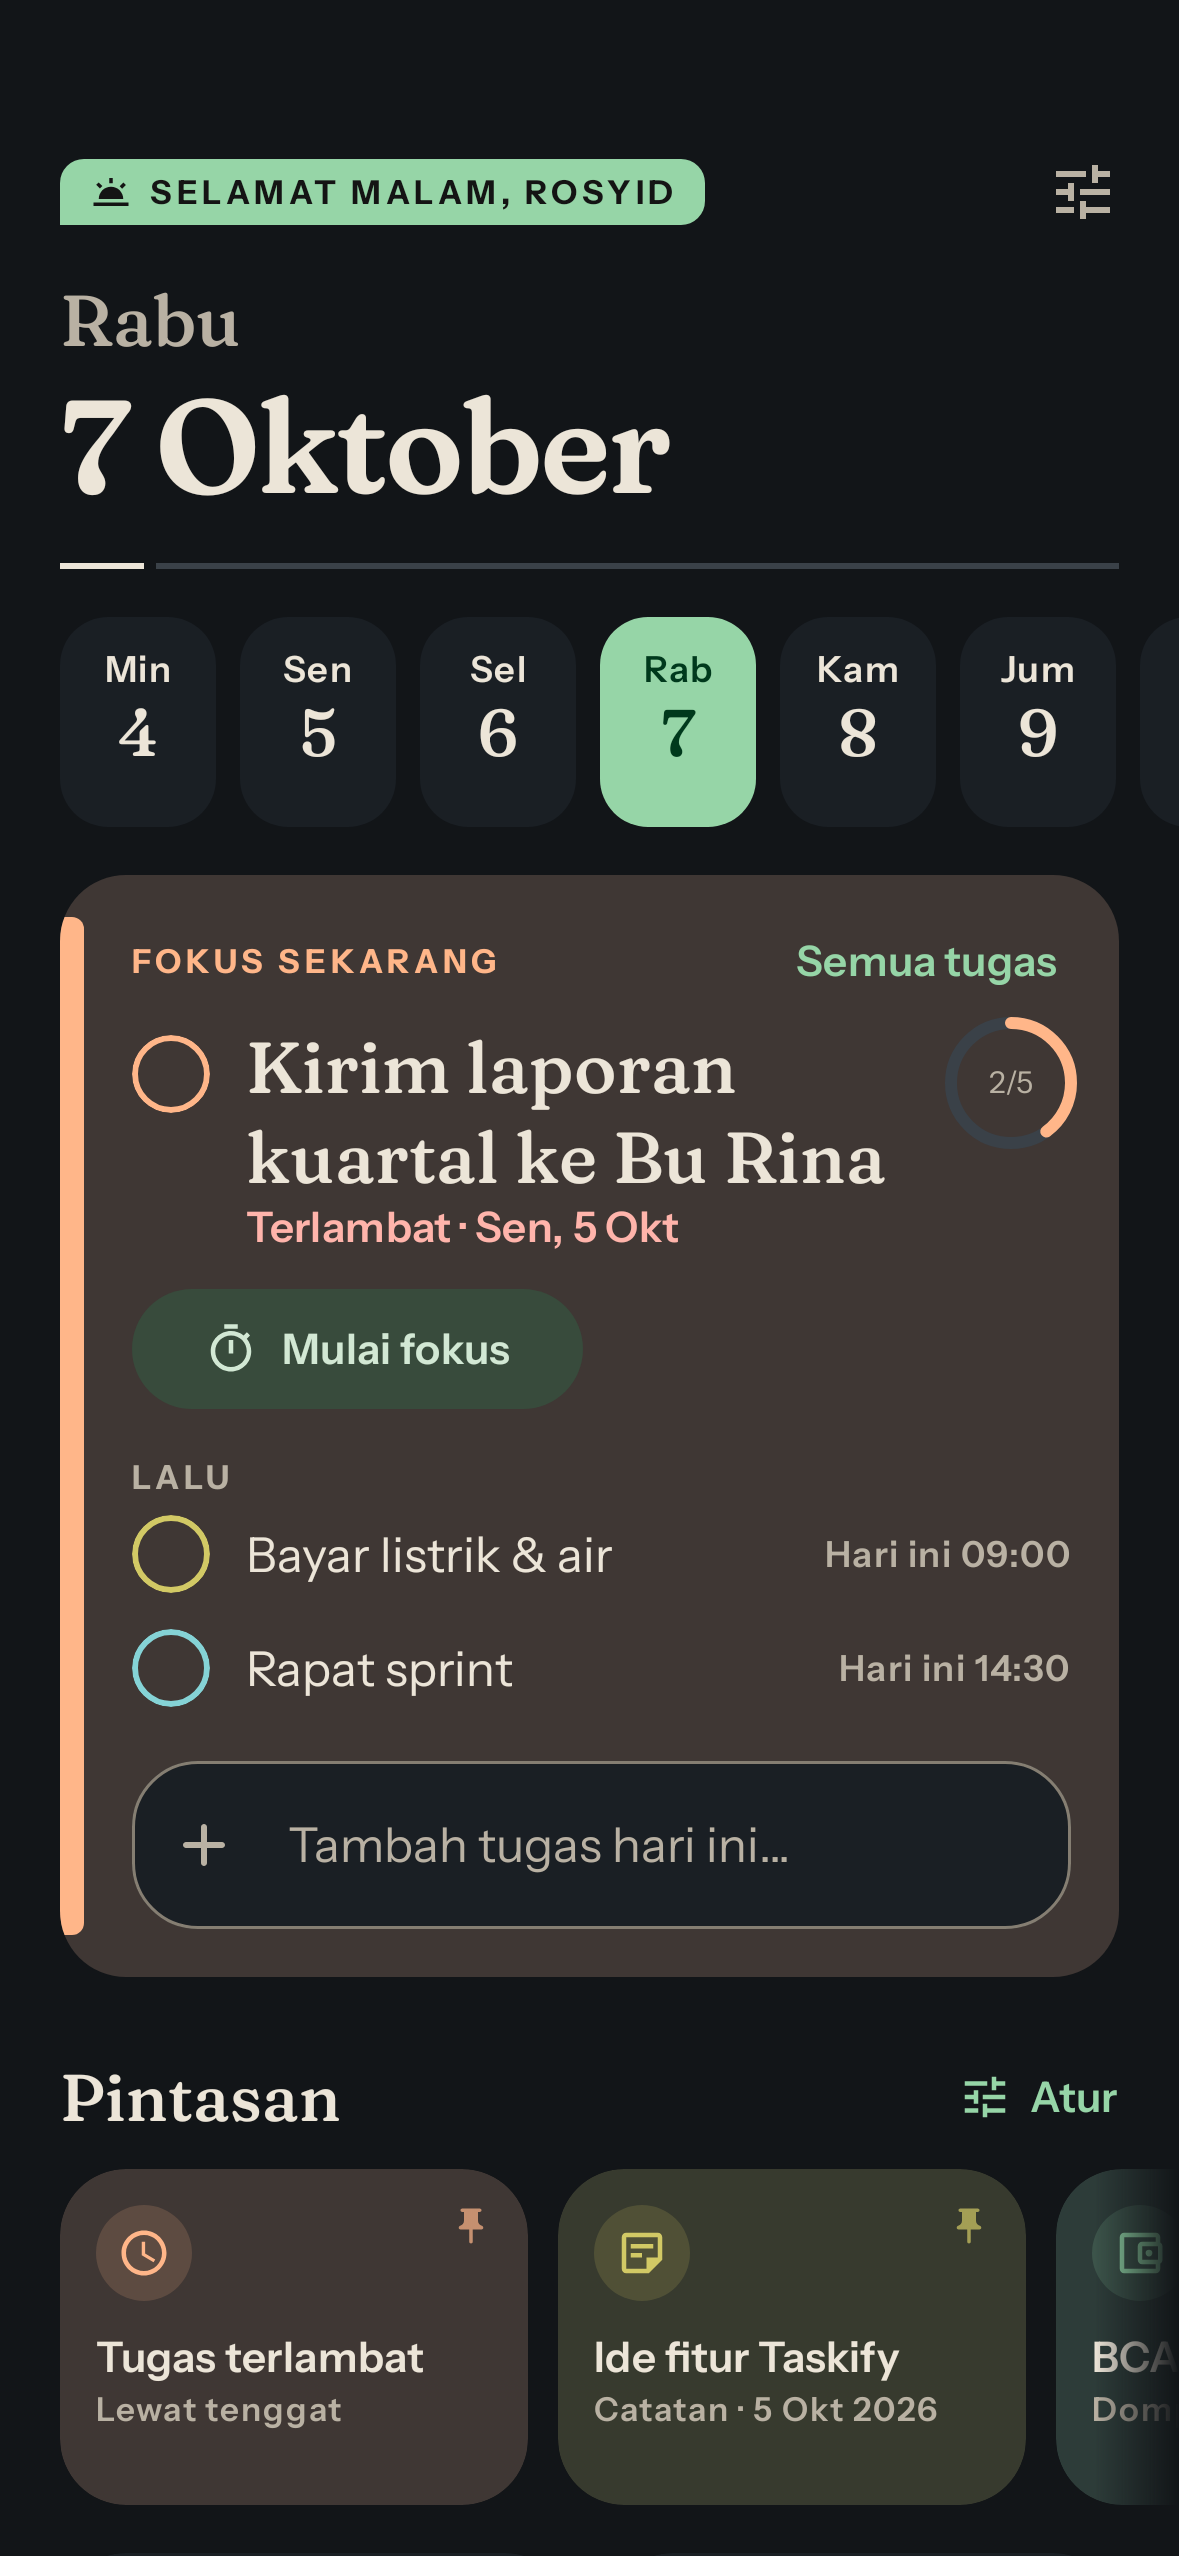 SELAMAT MALAM, ROSYID
Rabu
7 Oktober
Min
4
Sen
5
Sel
6
Rab
7
Kam
8
Jum
9
FOKUS SEKARANG
Semua tugas
Kirim laporan
kuartal ke Bu Rina
2/5
Terlambat · Sen, 5 Okt
Mulai fokus
LALU
Bayar listrik & air
Hari ini 09:00
Rapat sprint
Hari ini 14:30
Tambah tugas hari ini...
Pintasan
Atur
Tugas terlambat
Lewat tenggat
Ide fitur Taskify
Catatan · 5 Okt 2026
BCA
Dom